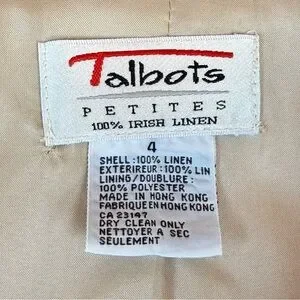 Talbots
PETITES
100% IRISH LINEN
4
SHELL:100% LINEN
EXTERIEUR:100% LIN
LINING/DOUBLURE:
100% POLYESTER
MADE IN HONG KONG
FABRIQUE EN HONG KONG
CA 23147
DRY CLEAN ONLY
NETTOYER A SEC
SEULEMENT